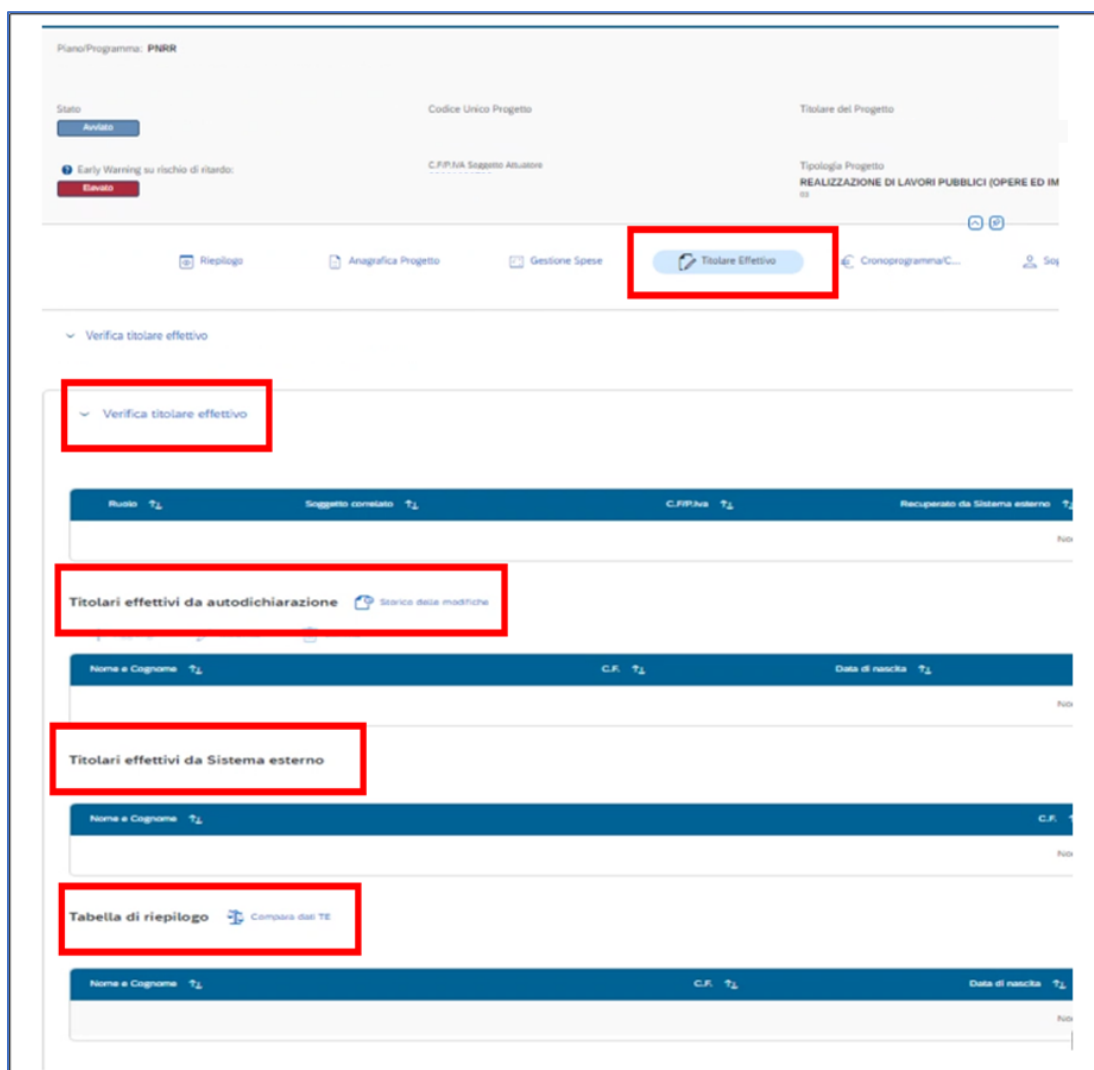 Piano/Programma: PNRR
Stato Codice Unico Progetto Titolare del Progetto
Avviato
Early Warning su rischio di ritardo: C.F/P.IVA Soggetto Attuatore Tipologia Progetto
Elevato REALIZZAZIONE DI LAVORI PUBBLICI (OPERE ED IM
Riepilogo Anagrafica Progetto Gestione Spese Titolare Effettivo Cronoprogramma/C... Sog
Verifica titolare effettivo
Verifica titolare effettivo
Ruolo Soggetto correlato C.F/P.Iva Recuperato da Sistema esterno
Titolari effettivi da autodichiarazione Storico delle modifiche
Nome e Cognome C.F. Data di nascita
Titolari effettivi da Sistema esterno
Nome e Cognome C.F.
Tabella di riepilogo Compara dati TE
Nome e Cognome C.F. Data di nascita